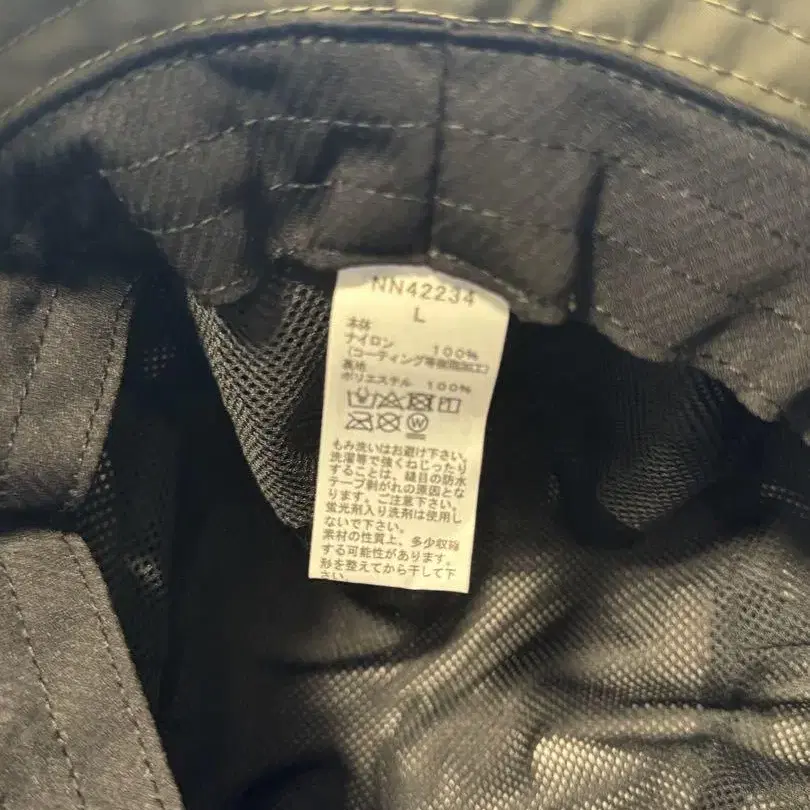 NN42234
L
本体
ナイロン 100%
(コーティング等樹脂加工)
裏地
ポリエステル 100%
W
もみ洗いはお避け下さい。
洗濯等で強くねじったり
することは、縫目の防水
テープ剥がれの原因とな
ります。ご注意下さい。
蛍光剤入り洗剤は使用し
ないで下さい。
素材の性質上、多少収縮
する可能性があります。
形を整えてから干して下
さい。